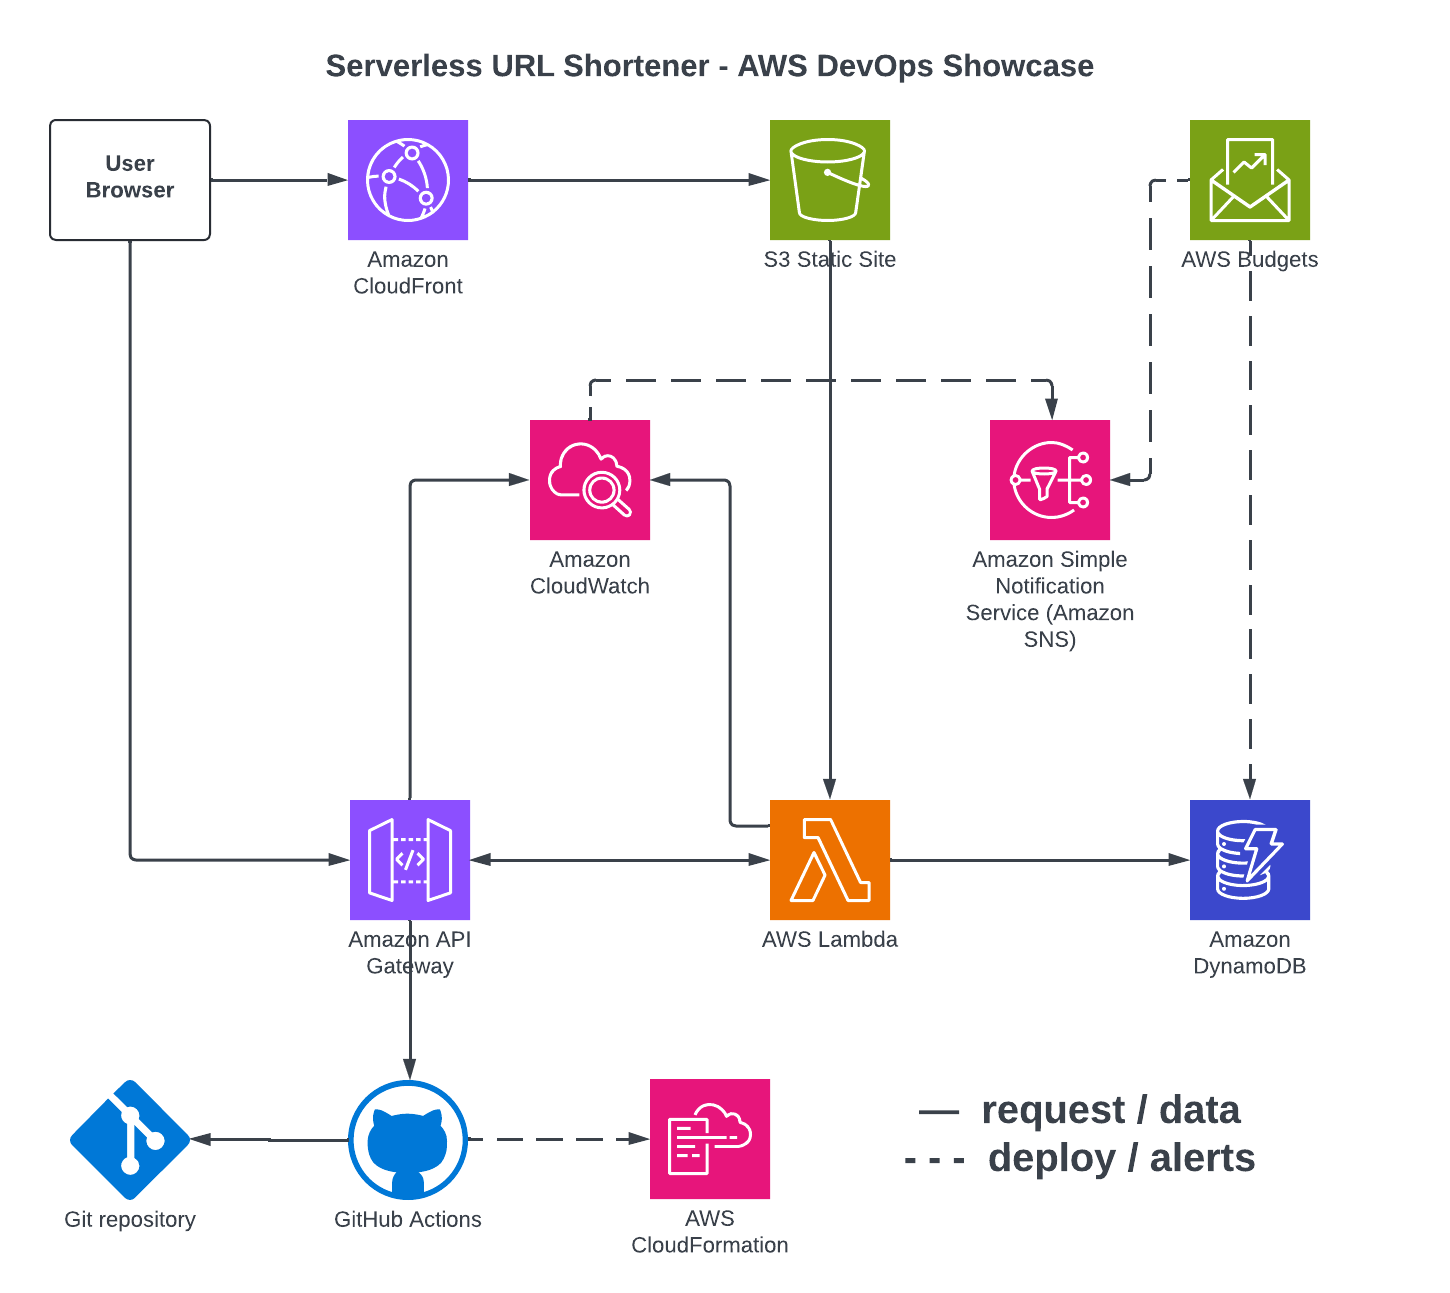 Serverless URL Shortener - AWS DevOps Showcase
User
Browser
Amazon
CloudFront
S3 Static Site
AWS Budgets
Amazon
CloudWatch
Amazon Simple
Notification
Service (Amazon
SNS)
Amazon API
Gateway
AWS Lambda
Amazon
DynamoDB
Git repository
GitHub Actions
AWS
CloudFormation
— request / data
- - - deploy / alerts